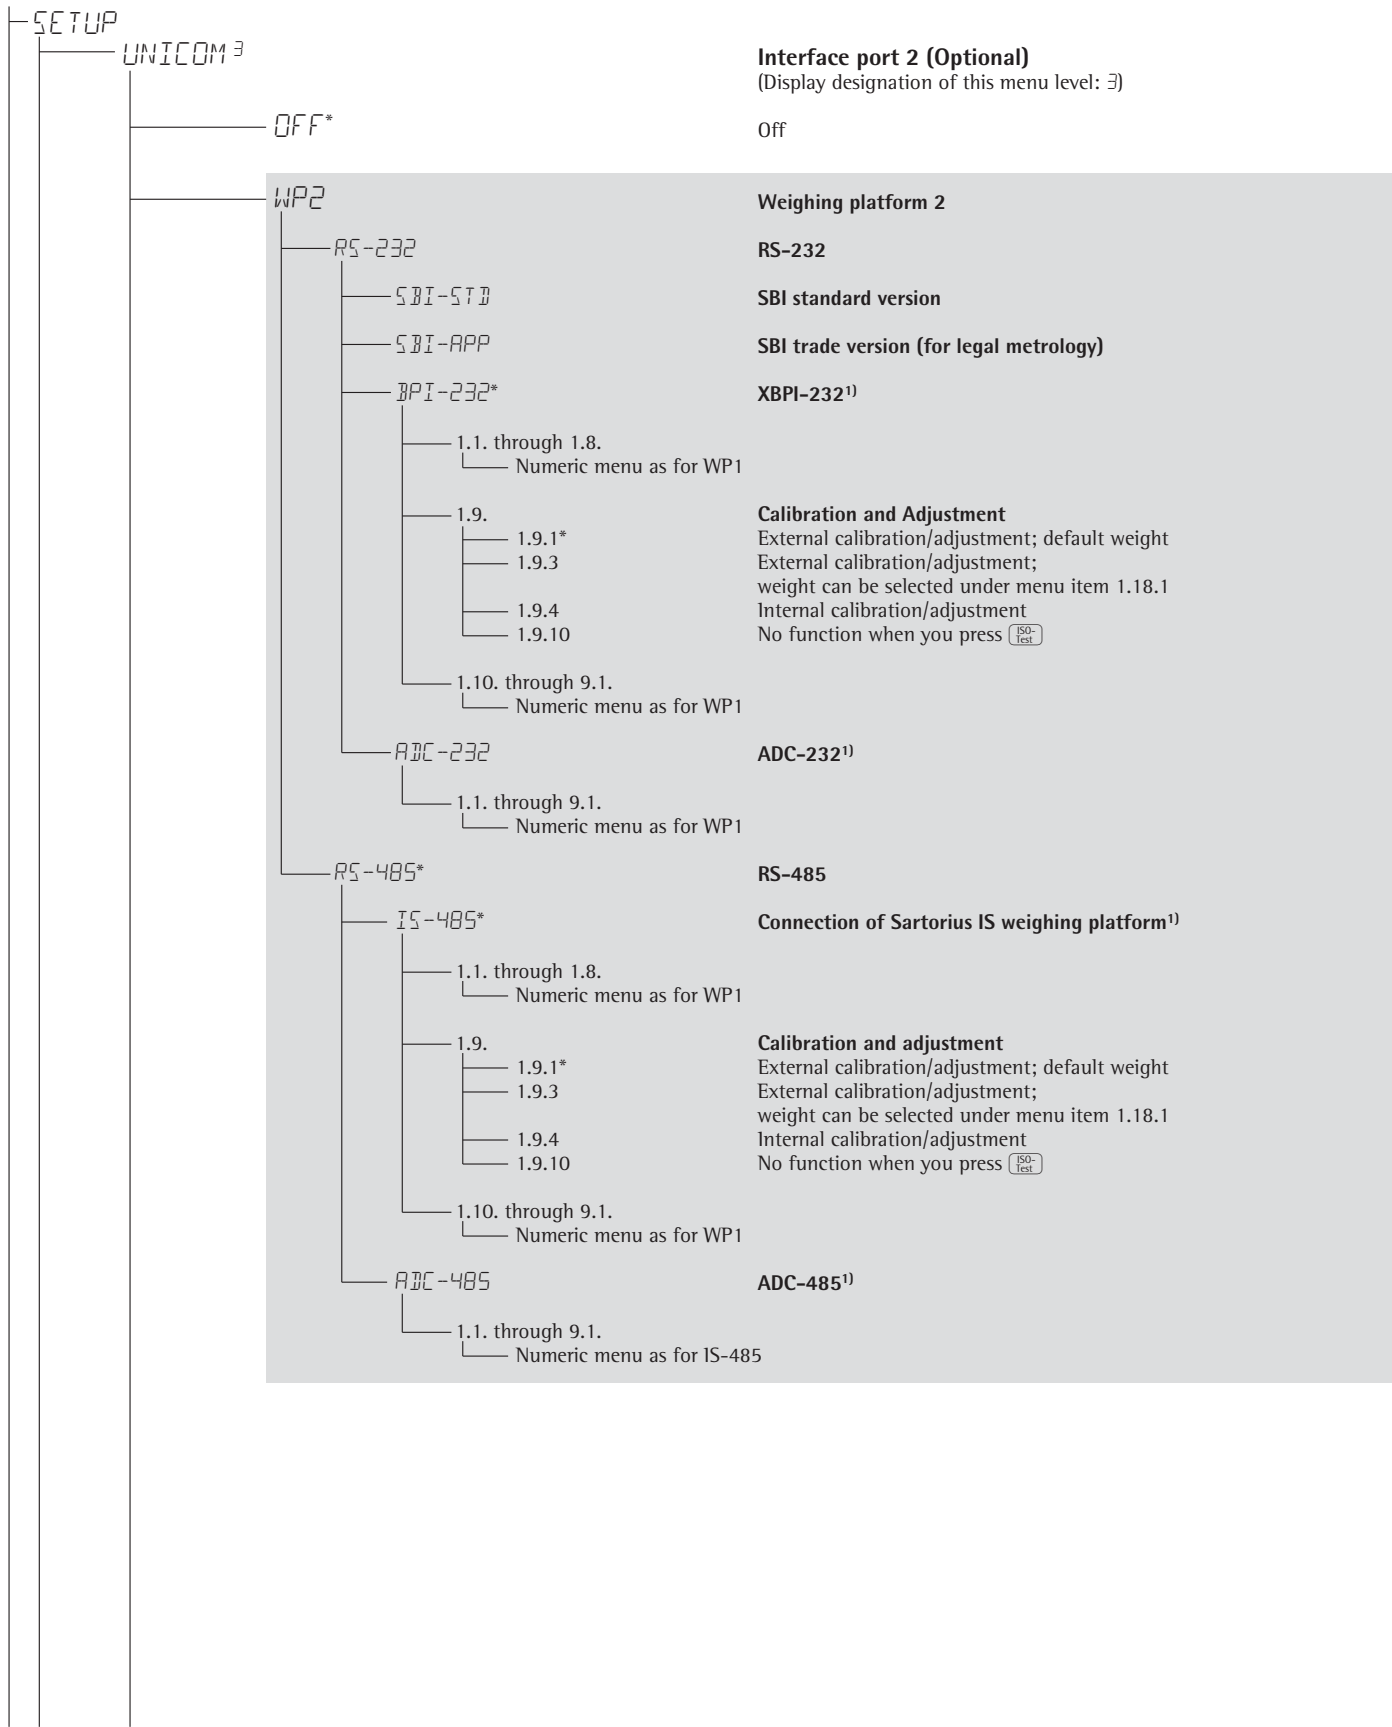 SETUP
UNICOM 3 Interface port 2 (Optional)
(Display designation of this menu level: 3)
OFF* Off
WP2 Weighing platform 2
RS-232 RS-232
SBI-STD SBI standard version
SBI-APP SBI trade version (for legal metrology)
BPI-232* XBPI-232¹⁾
1.1. through 1.8.
Numeric menu as for WP1
1.9. Calibration and Adjustment
1.9.1* External calibration/adjustment; default weight
1.9.3 External calibration/adjustment;
weight can be selected under menu item 1.18.1
1.9.4 Internal calibration/adjustment
1.9.10 No function when you press ISO-Test
1.10. through 9.1.
Numeric menu as for WP1
ADC-232 ADC-232¹⁾
1.1. through 9.1.
Numeric menu as for WP1
RS-485* RS-485
IS-485* Connection of Sartorius IS weighing platform¹⁾
1.1. through 1.8.
Numeric menu as for WP1
1.9. Calibration and adjustment
1.9.1* External calibration/adjustment; default weight
1.9.3 External calibration/adjustment;
weight can be selected under menu item 1.18.1
1.9.4 Internal calibration/adjustment
1.9.10 No function when you press ISO-Test
1.10. through 9.1.
Numeric menu as for WP1
ADC-485 ADC-485¹⁾
1.1. through 9.1.
Numeric menu as for IS-485